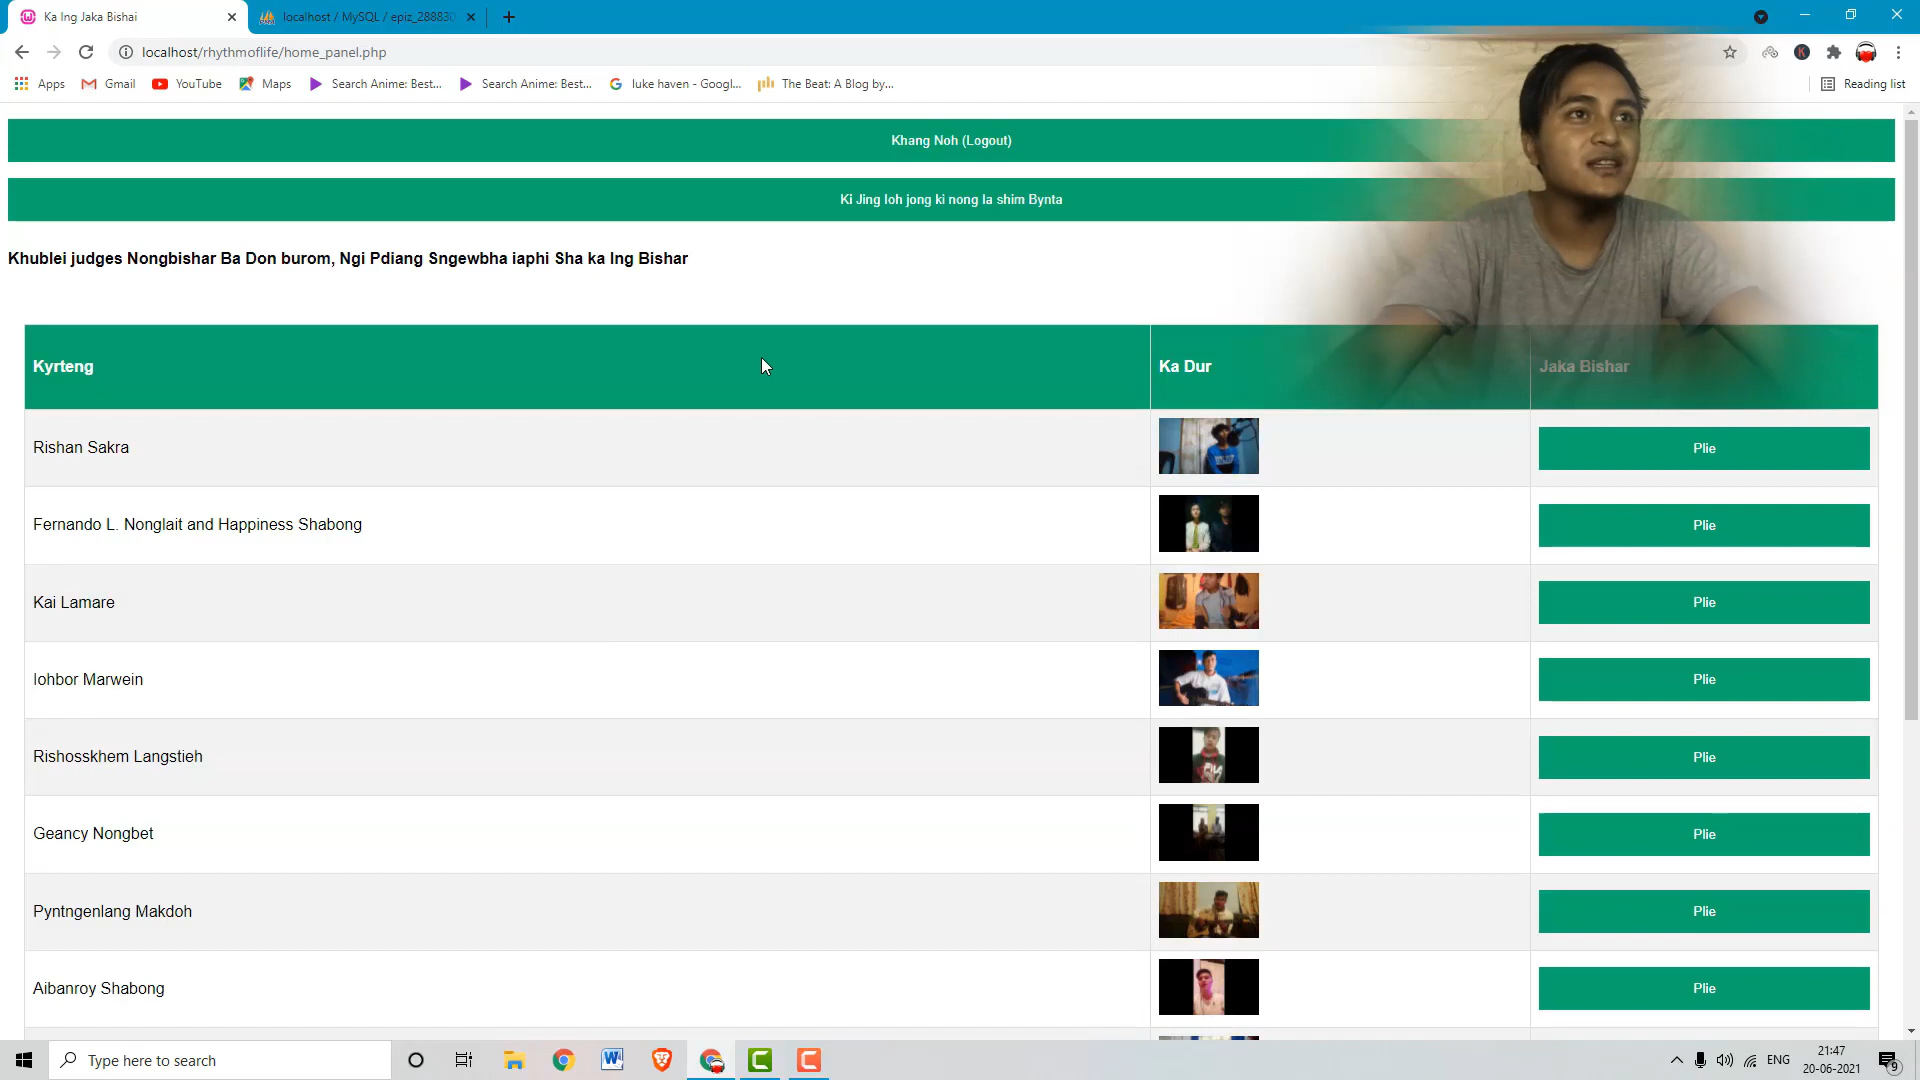 Ka Ing Jaka Bishai
localhost / MySQL / epiz_288830
localhost/rhythmoflife/home_panel.php
Apps
Gmail
YouTube
Maps
Search Anime: Best...
Search Anime: Best...
luke haven - Googl...
The Beat: A Blog by...
Reading list
Khang Noh (Logout)
Ki Jing Ioh jong ki nong Ia shim Bynta
Khublei judges Nongbishar Ba Don burom, Ngi Pdiang Sngewbha iaphi Sha ka Ing Bishar
Kyrteng Ka Dur Jaka Bishar
Rishan Sakra Plie
Fernando L. Nonglait and Happiness Shabong Plie
Kai Lamare Plie
Iohbor Marwein Plie
Rishosskhem Langstieh Plie
Geancy Nongbet Plie
Pyntngenlang Makdoh Plie
Aibanroy Shabong Plie
Type here to search
ENG
21:47
20-06-2021
9